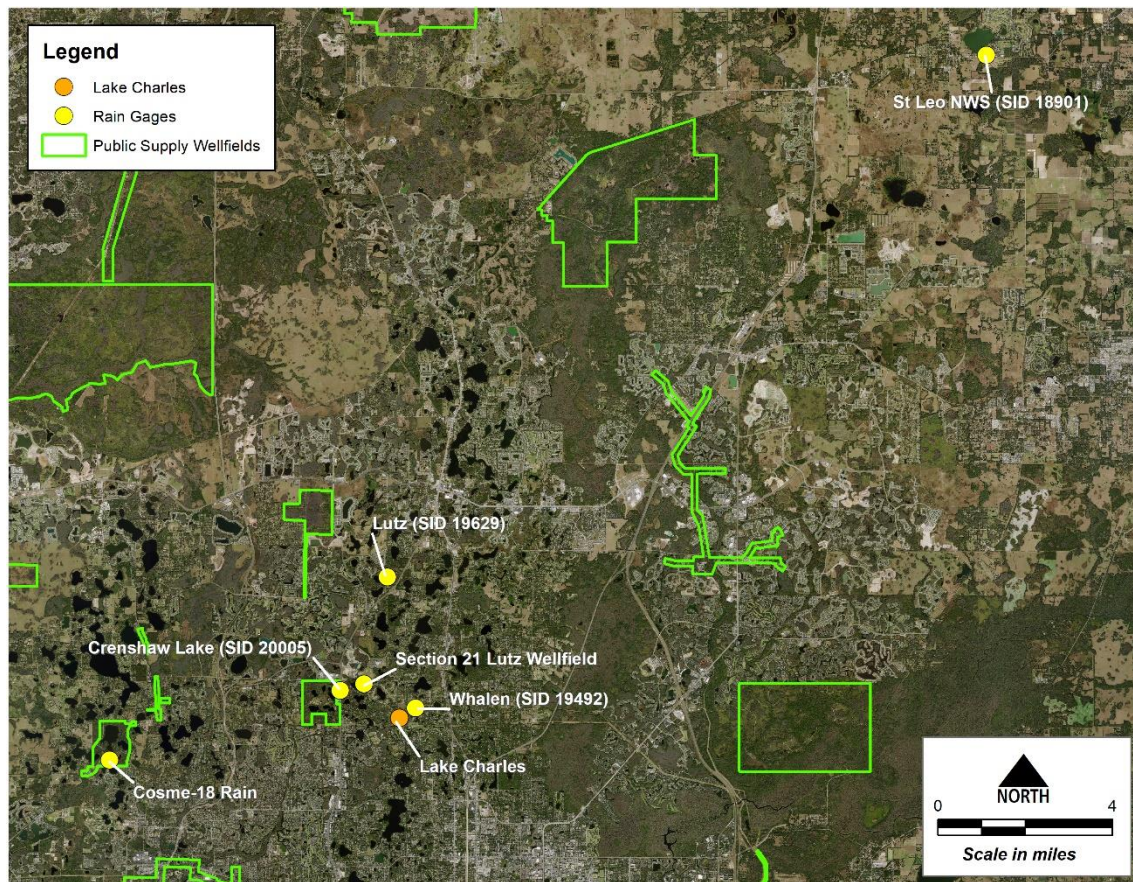 Legend
Lake Charles
Rain Gages
Public Supply Wellfields
St Leo NWS (SID 18901)
Lutz (SID 19629)
Crenshaw Lake (SID 20005)
Section 21 Lutz Wellfield
Whalen (SID 19492)
Lake Charles
Cosme-18 Rain
NORTH
0 4
Scale in miles